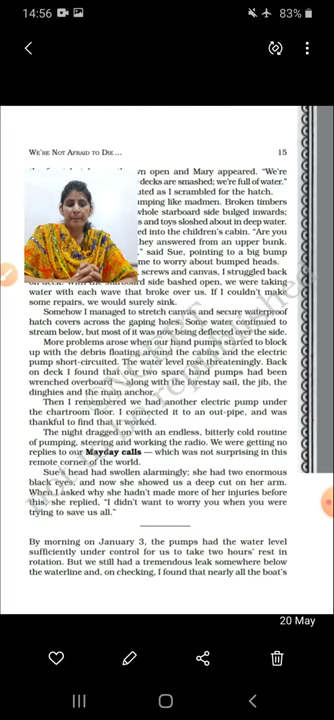 14:56
83%
WE'RE NOT AFRAID TO DIE ...
15
wn open and Mary appeared. "We're
decks are smashed; we're full of water."
uted as I scrambled for the hatch.
mping like madmen. Broken timbers
whole starboard side bulged inwards;
s and toys sloshed about in deep water.
ed into the children's cabin. "Are you
hey answered from an upper bunk.
," said Sue, pointing to a big bump
me to worry about bumped heads.
screws and canvas, I struggled back
on deck. With the starboard side bashed open, we were taking
water with each wave that broke over us. If I couldn't make
some repairs, we would surely sink.
Somehow I managed to stretch canvas and secure waterproof
hatch covers across the gaping holes. Some water continued to
stream below, but most of it was now being deflected over the side.
More problems arose when our hand pumps started to block
up with the debris floating around the cabins and the electric
pump short-circuited. The water level rose threateningly. Back
on deck I found that our two spare hand pumps had been
wrenched overboard — along with the forestay sail, the jib, the
dinghies and the main anchor.
Then I remembered we had another electric pump under
the chartroom floor. I connected it to an out-pipe, and was
thankful to find that it worked.
The night dragged on with an endless, bitterly cold routine
of pumping, steering and working the radio. We were getting no
replies to our Mayday calls — which was not surprising in this
remote corner of the world.
Sue's head had swollen alarmingly; she had two enormous
black eyes, and now she showed us a deep cut on her arm.
When I asked why she hadn't made more of her injuries before
this, she replied, "I didn't want to worry you when you were
trying to save us all."
By morning on January 3, the pumps had the water level
sufficiently under control for us to take two hours' rest in
rotation. But we still had a tremendous leak somewhere below
the waterline and, on checking, I found that nearly all the boat's
20 May